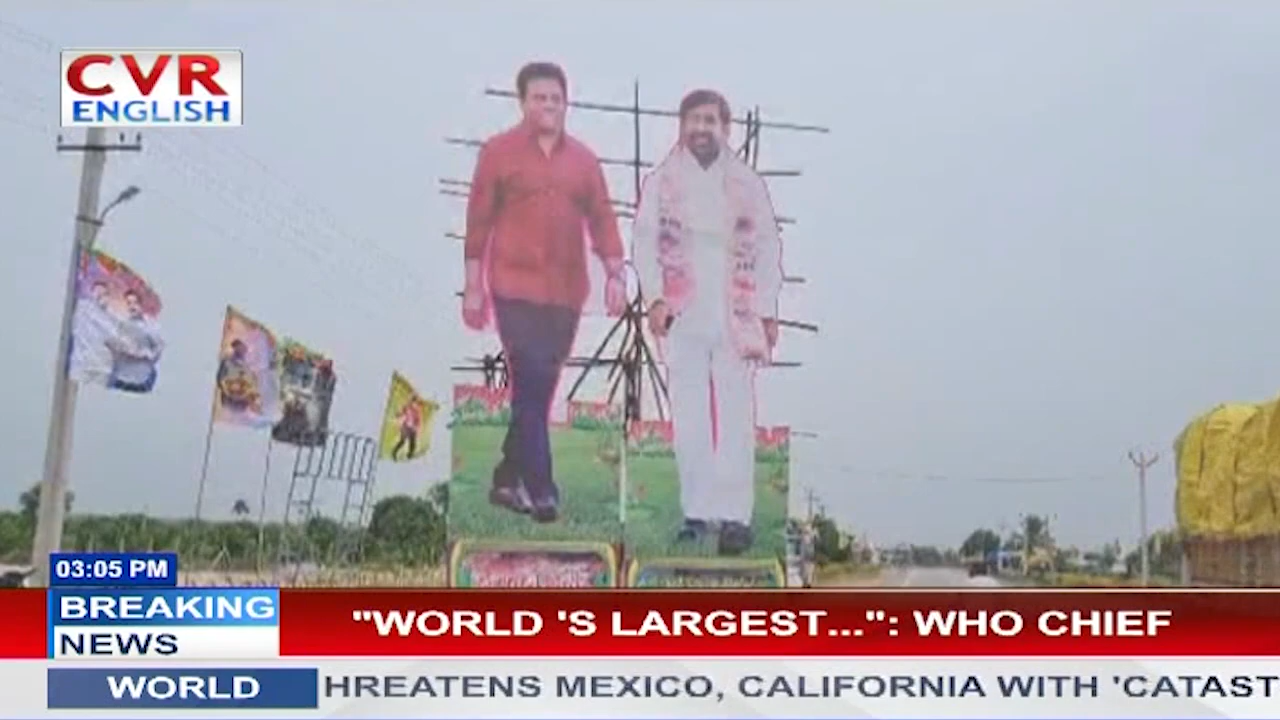 CVR
ENGLISH
03:05 PM
BREAKING
NEWS
"WORLD 'S LARGEST...": WHO CHIEF
WORLD
HREATENS MEXICO, CALIFORNIA WITH 'CATAST